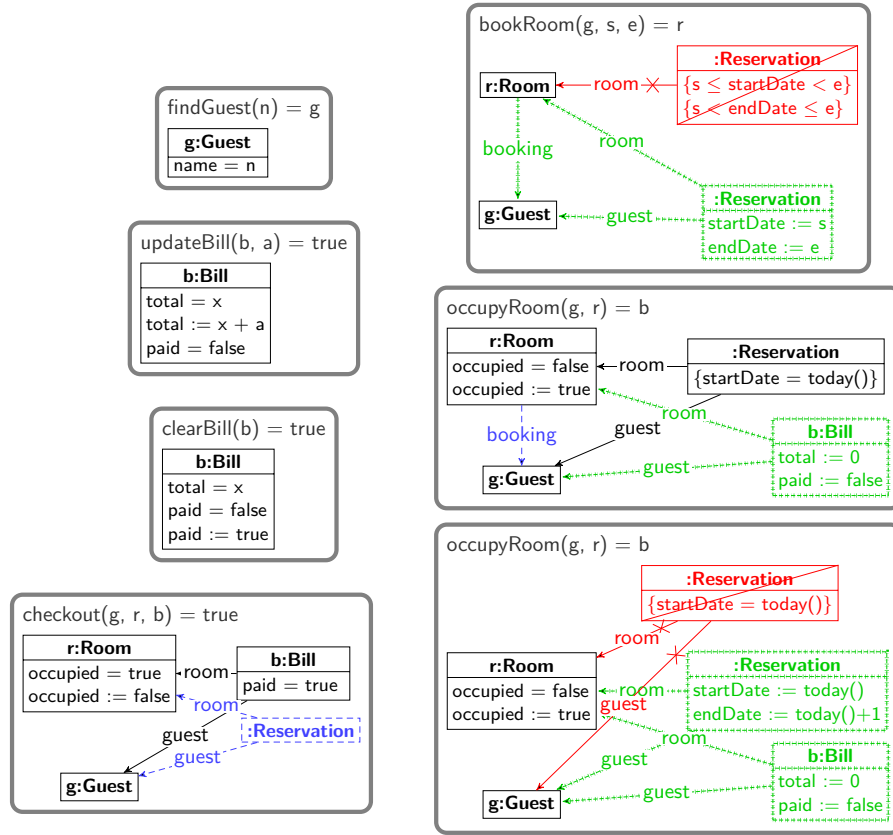 findGuest(n) = g
g:Guest
name = n
updateBill(b, a) = true
b:Bill
total = x
total := x + a
paid = false
clearBill(b) = true
b:Bill
total = x
paid = false
paid := true
checkout(g, r, b) = true
r:Room
occupied = true
occupied := false
room
b:Bill
paid = true
room
:Reservation
guest
guest
g:Guest
bookRoom(g, s, e) = r
:Reservation
{s ≤ startDate < e}
{s < endDate ≤ e}
room
r:Room
booking
room
:Reservation
startDate := s
endDate := e
guest
g:Guest
occupyRoom(g, r) = b
r:Room
occupied = false
occupied := true
room
:Reservation
{startDate = today()}
room
guest
booking
b:Bill
total := 0
paid := false
guest
g:Guest
occupyRoom(g, r) = b
:Reservation
{startDate = today()}
room
r:Room
occupied = false
occupied := true
room
guest
:Reservation
startDate := today()
endDate := today()+1
room
guest
b:Bill
total := 0
paid := false
guest
g:Guest